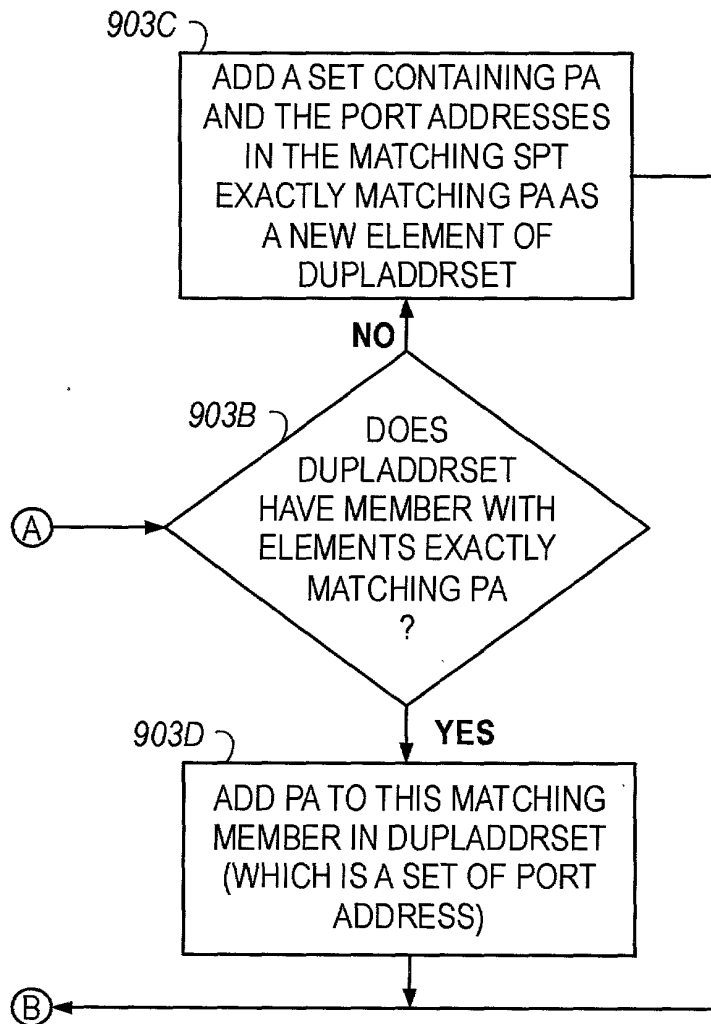 903C
ADD A SET CONTAINING PA
AND THE PORT ADDRESSES
IN THE MATCHING SPT
EXACTLY MATCHING PA AS
A NEW ELEMENT OF
DUPLADDRSET
NO
903B
DOES
DUPLADDRSET
HAVE MEMBER WITH
ELEMENTS EXACTLY
MATCHING PA
?
A
YES
903D
ADD PA TO THIS MATCHING
MEMBER IN DUPLADDRSET
(WHICH IS A SET OF PORT
ADDRESS)
B